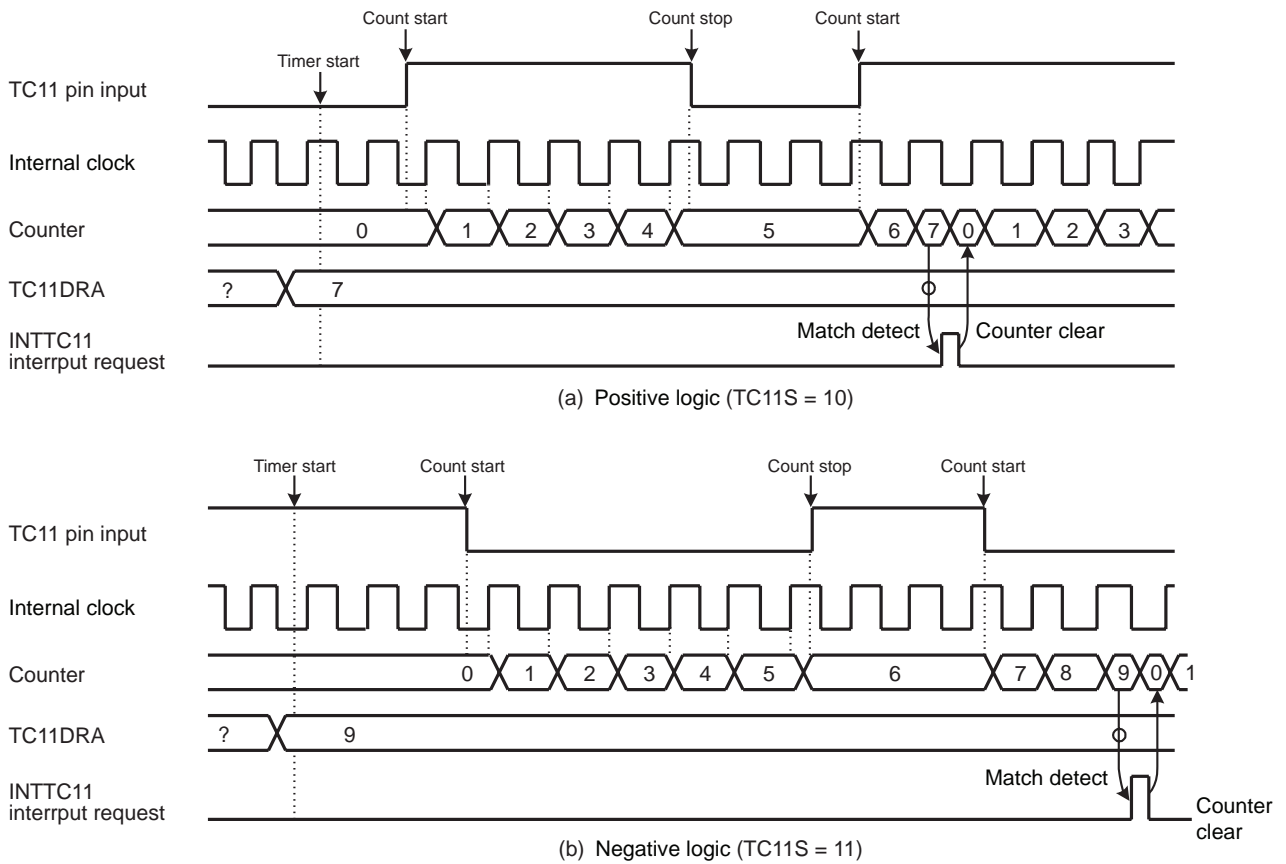 Count start Count stop Count start
Timer start
TC11 pin input
Internal clock
Counter 0 1 2 3 4 5 6 7 0 1 2 3
TC11DRA ? 7
INTTC11
interrput request
Match detect Counter clear
(a) Positive logic (TC11S = 10)
Timer start Count start Count stop Count start
TC11 pin input
Internal clock
Counter 0 1 2 3 4 5 6 7 8 9 0 1
TC11DRA ? 9
INTTC11
interrput request
Match detect
Counter
clear
(b) Negative logic (TC11S = 11)